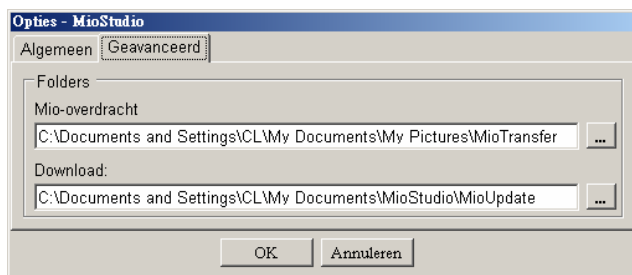 Opties - MioStudio
Algemeen Geavanceerd
Folders
Mio-overdracht
C:\Documents and Settings\CL\My Documents\My Pictures\MioTransfer ...
Download:
C:\Documents and Settings\CL\My Documents\MioStudio\MioUpdate ...
OK Annuleren